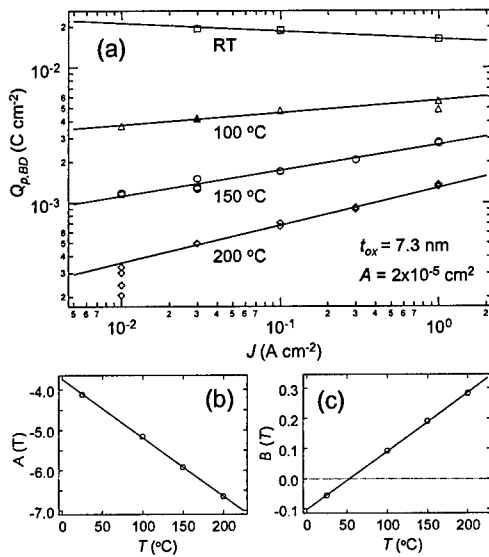 (a)
RT
100 °C
150 °C
200 °C
t_ox = 7.3 nm
A = 2x10^-5 cm^2
Q_p,BD (C cm^-2)
10^-2
6
5
4
3
2
10^-3
6
5
4
3
2
5 6 7 10^-2 2 3 4 5 6 7 10^-1 2 3 4 5 6 7 10^0 2
J (A cm^-2)
(b)
A (T)
-4.0
-5.0
-6.0
-7.0
0 50 100 150 200
T (°C)
(c)
B (T)
0.3
0.2
0.1
0.0
-0.1
0 50 100 150 200
T (°C)